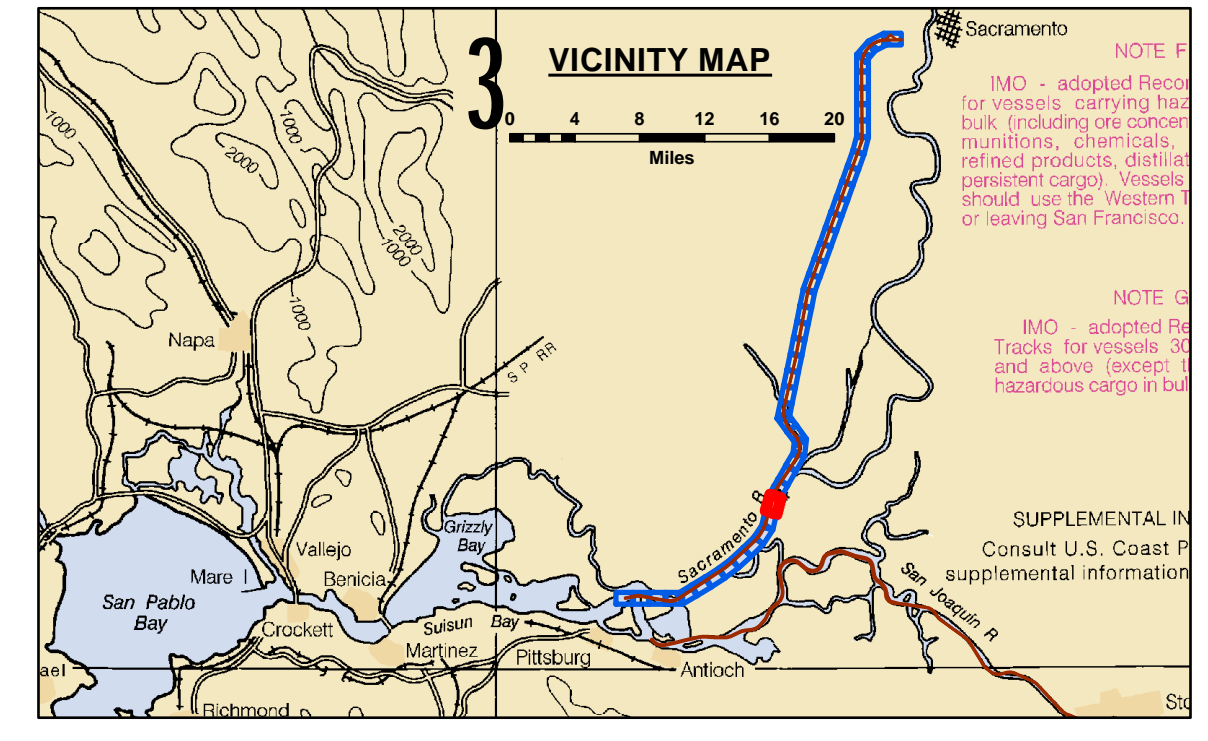 3
VICINITY MAP
0 4 8 12 16 20
Miles
Sacramento
NOTE F
IMO - adopted Recor
for vessels carrying haz
bulk (including ore concen
munitions, chemicals,
refined products, distillat
persistent cargo). Vessels
should use the Western T
or leaving San Francisco.
NOTE G
IMO - adopted Re
Tracks for vessels 30
and above (except t
hazardous cargo in bul
1000
1000
2000
2000
1000
1000
Napa
S P RR
Sacramento R
Grizzly
Bay
Vallejo
Mare I
Benicia
San Pablo
Bay
Crockett
Suisun Bay
Martinez
Pittsburg
Antioch
San Joaquin R
SUPPLEMENTAL IN
Consult U.S. Coast P
supplemental information
ael
Richmond
Sto